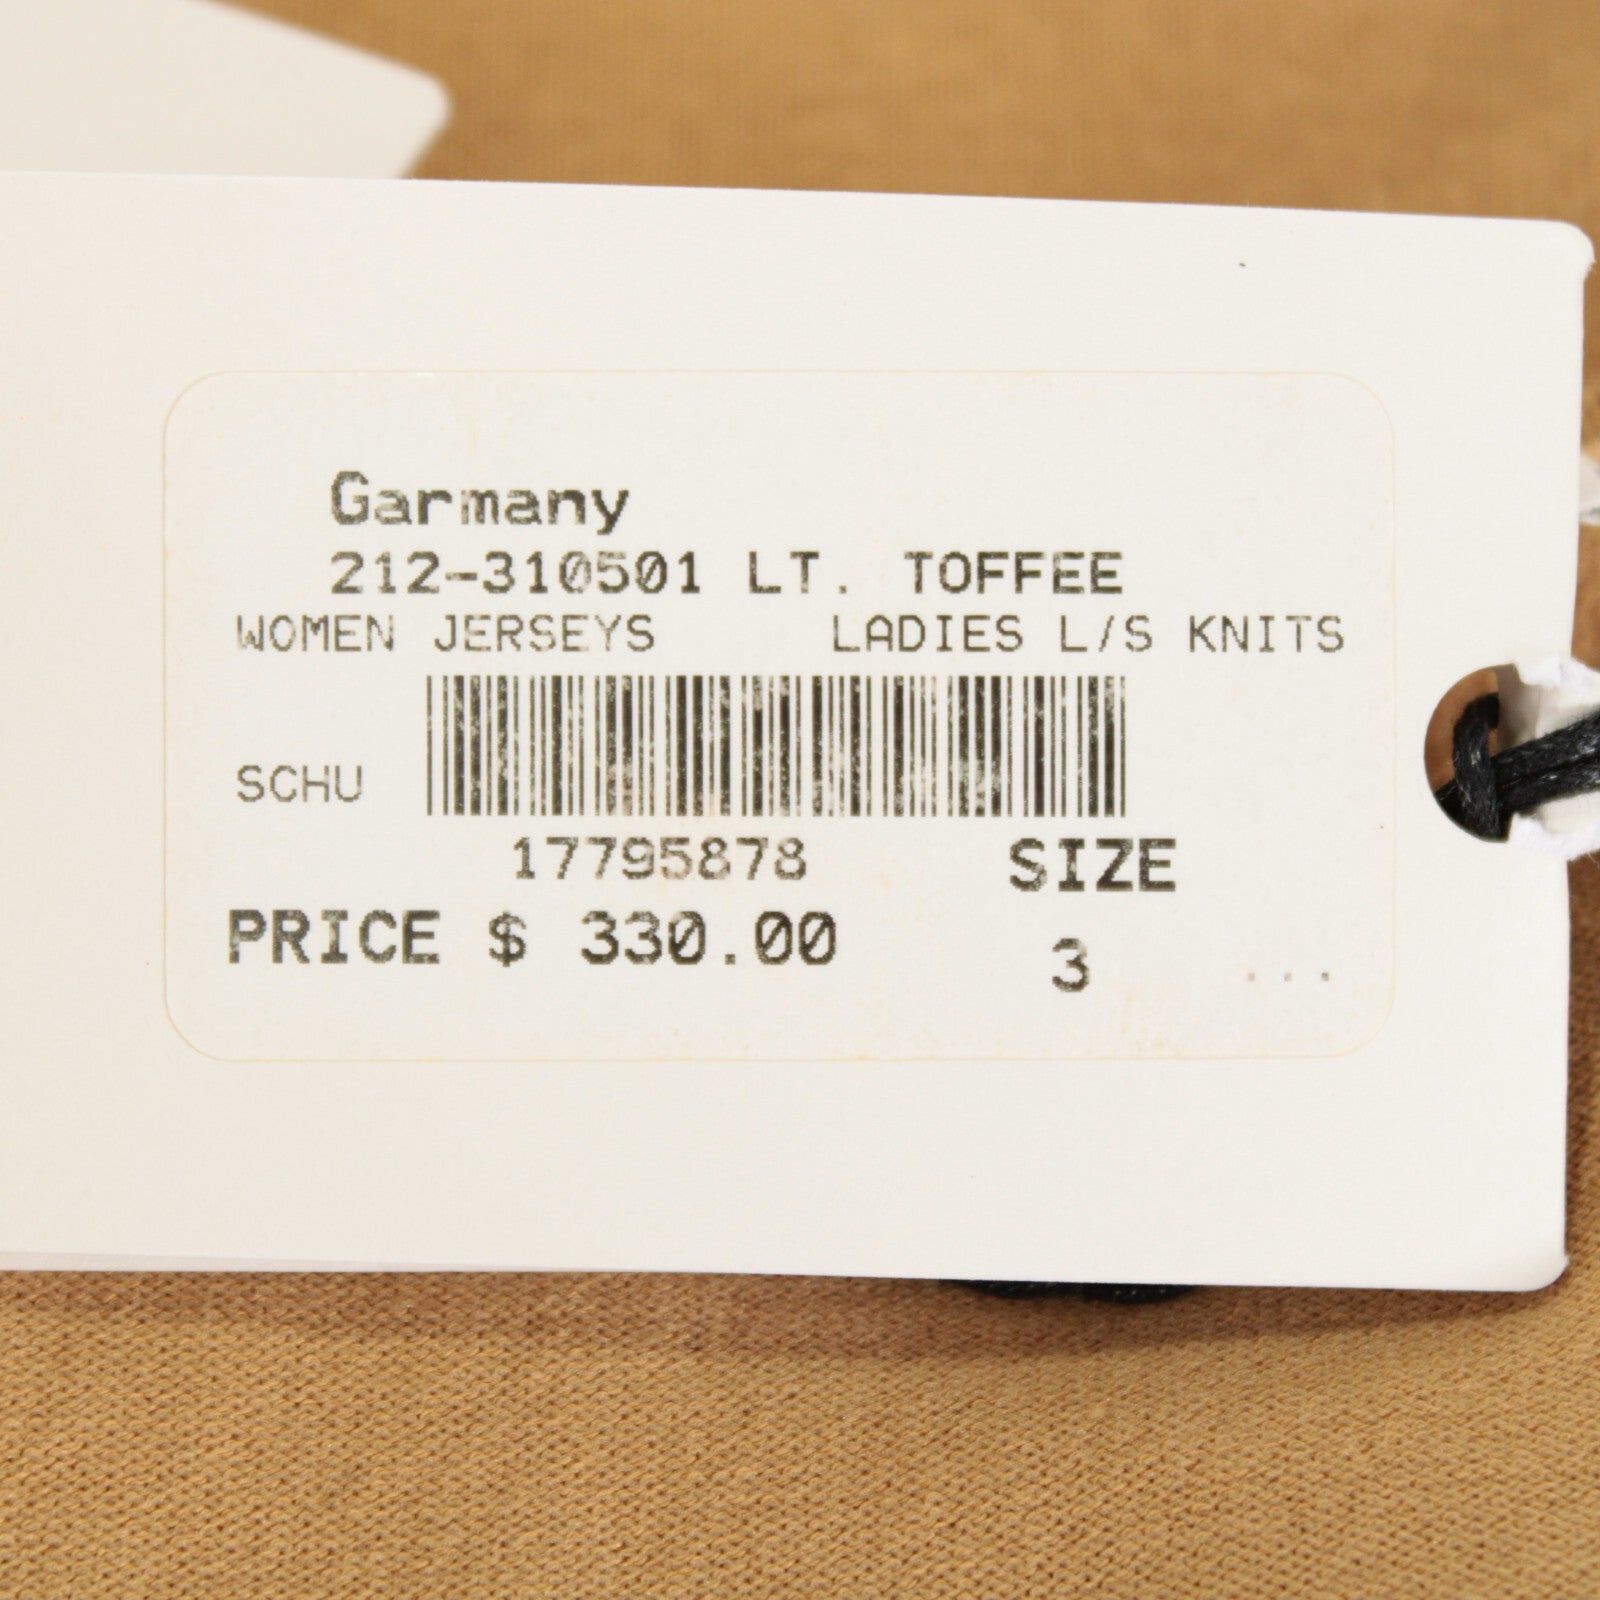 Garmany
212-310501 LT. TOFFEE
WOMEN JERSEYS LADIES L/S KNITS
SCHU
17795878 SIZE
PRICE $ 330.00 3 ...